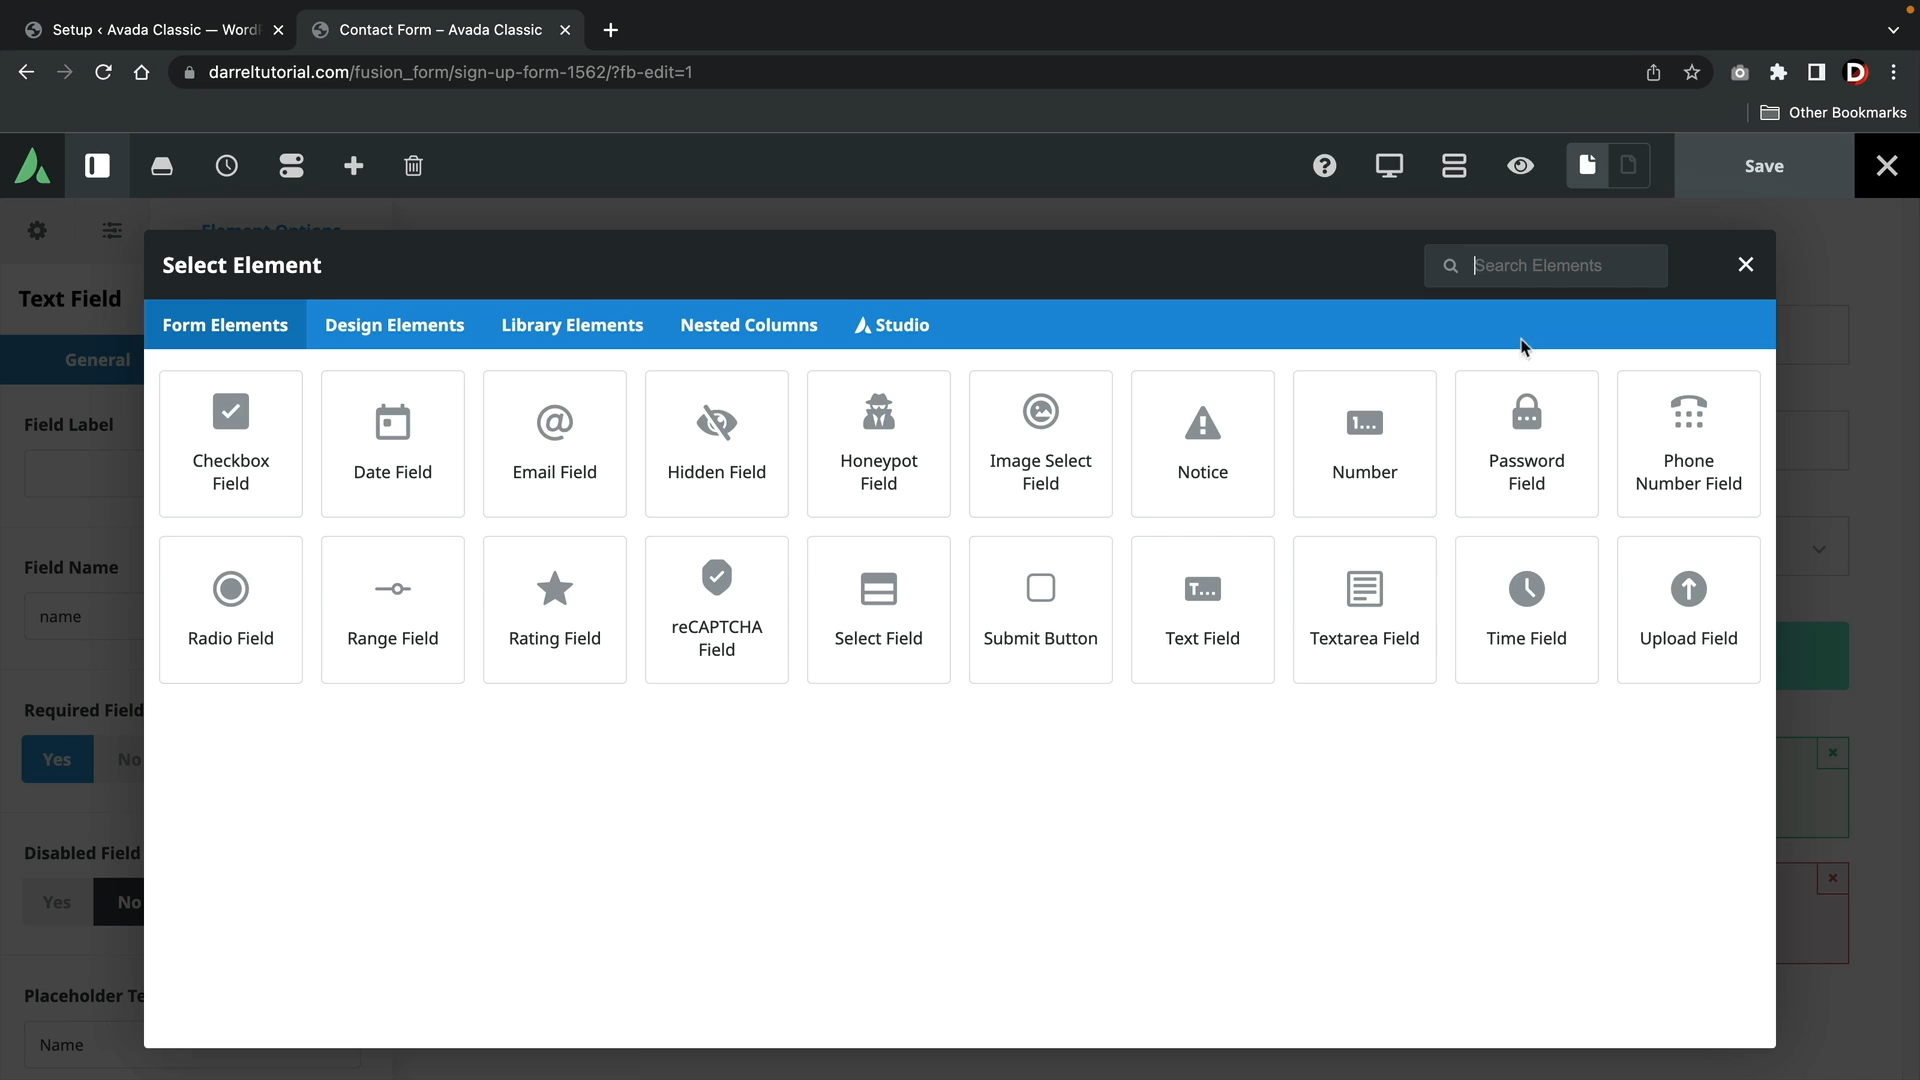 Setup ‹ Avada Classic — Word
Contact Form – Avada Classic
darreltutorial.com/fusion_form/sign-up-form-1562/?fb-edit=1
Other Bookmarks
Save
Element Options
Select Element
Search Elements
Text Field
Form Elements
Design Elements
Library Elements
Nested Columns
Studio
General
Checkbox
Field
Date Field
Email Field
Hidden Field
Honeypot
Field
Image Select
Field
Notice
Number
Password
Field
Phone
Number Field
Field Label
Field Name
name
Radio Field
Range Field
Rating Field
reCAPTCHA
Field
Select Field
Submit Button
Text Field
Textarea Field
Time Field
Upload Field
Required Field
Yes
No
Disabled Field
Yes
No
Placeholder Te
Name